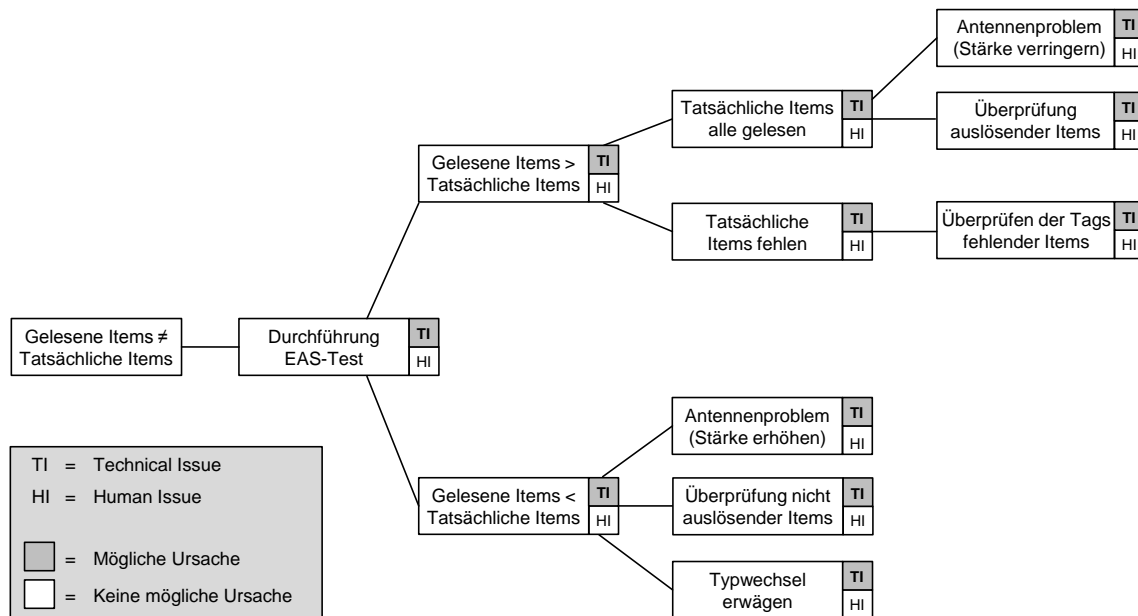 Gelesene Items ≠
Tatsächliche Items
Durchführung
EAS-Test
TI
HI
Gelesene Items >
Tatsächliche Items
TI
HI
Tatsächliche Items
alle gelesen
TI
HI
Antennenproblem
(Stärke verringern)
TI
HI
Überprüfung
auslösender Items
TI
HI
Tatsächliche
Items fehlen
TI
HI
Überprüfen der Tags
fehlender Items
TI
HI
Gelesene Items <
Tatsächliche Items
TI
HI
Antennenproblem
(Stärke erhöhen)
TI
HI
Überprüfung nicht
auslösender Items
TI
HI
Typwechsel
erwägen
TI
HI
TI = Technical Issue
HI = Human Issue
= Mögliche Ursache
= Keine mögliche Ursache